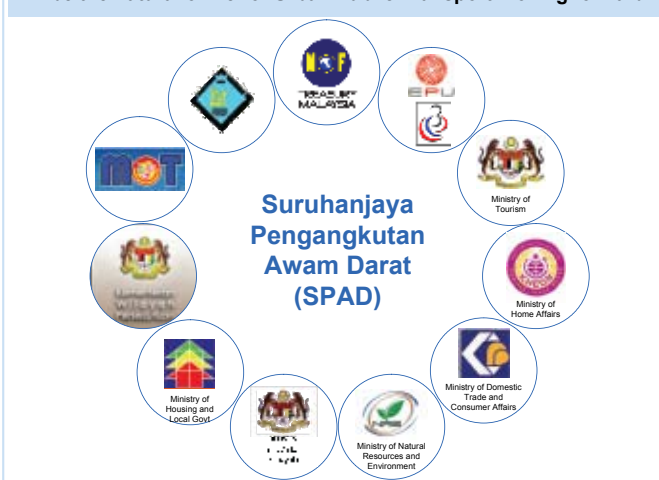 MOF
TREASURY
MALAYSIA
EPU
MOT
Ministry of
Tourism
Suruhanjaya
Pengangkutan
Awam Darat
(SPAD)
Ministry of
Home Affairs
Ministry of
Housing and
Local Govt
Ministry of Domestic
Trade and
Consumer Affairs
Ministry of Natural
Resources and
Environment